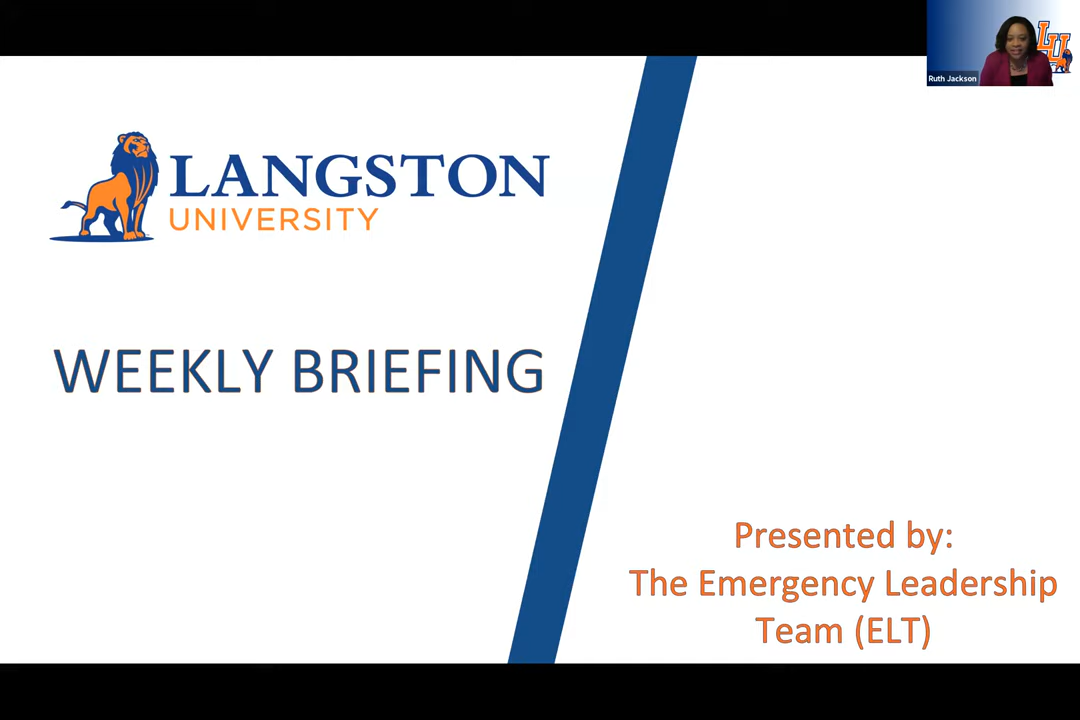 Ruth Jackson
LU
LANGSTON
UNIVERSITY
WEEKLY BRIEFING
Presented by:
The Emergency Leadership
Team (ELT)